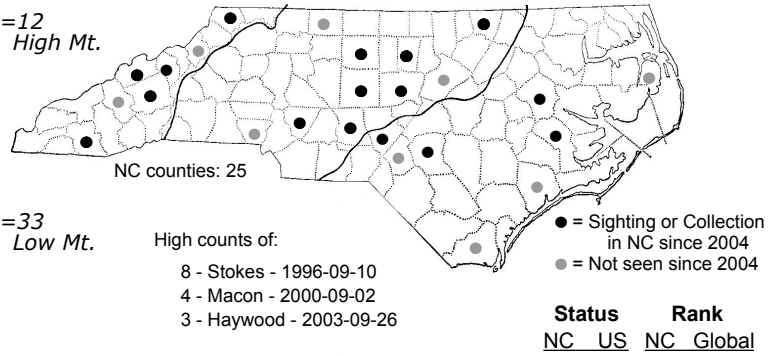 =12
High Mt.
NC counties: 25
=33
Low Mt.
High counts of:
8 - Stokes - 1996-09-10
4 - Macon - 2000-09-02
3 - Haywood - 2003-09-26
= Sighting or Collection
in NC since 2004
= Not seen since 2004
Status Rank
NC US NC Global